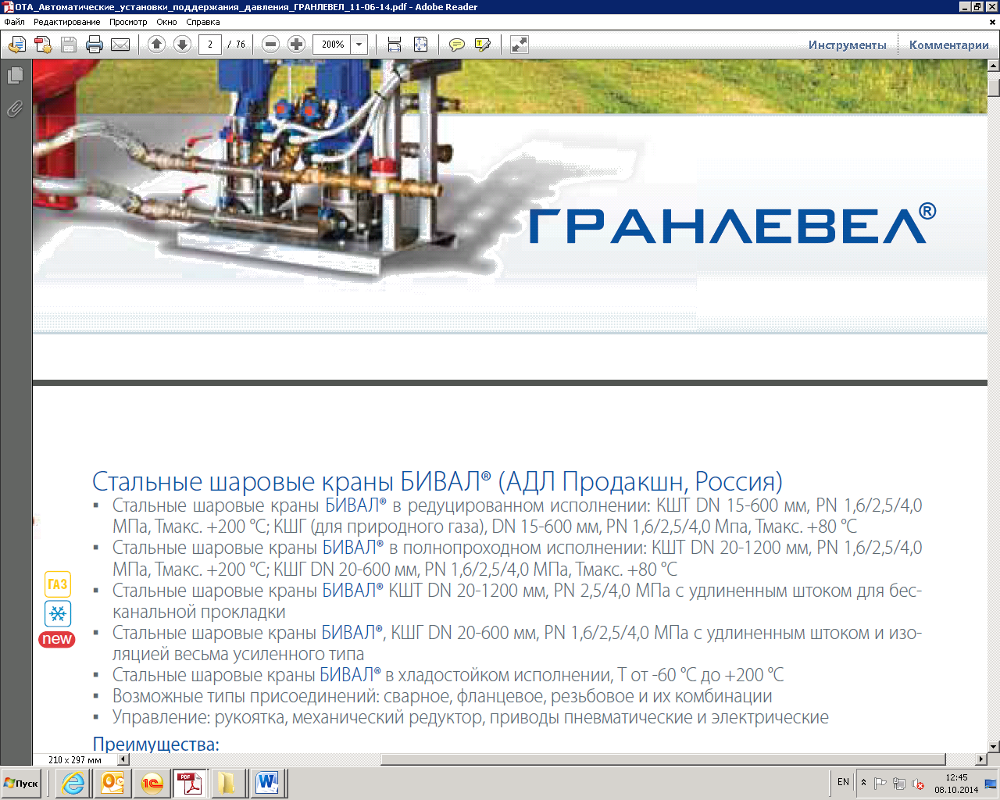 ОТА_Автоматические_установки_поддержания_давления_ГРАНЛЕВЕЛ_11-06-14.pdf - Adobe Reader
Файл Редактирование Просмотр Окно Справка
2 / 76 200% Инструменты Комментарии
ГРАНЛЕВЕЛ®
Стальные шаровые краны БИВАЛ® (АДЛ Продакшн, Россия)
▪ Стальные шаровые краны БИВАЛ® в редуцированном исполнении: КШТ DN 15-600 мм, PN 1,6/2,5/4,0
МПа, Тмакс. +200 °С; КШГ (для природного газа), DN 15-600 мм, PN 1,6/2,5/4,0 Мпа, Тмакс. +80 °С
▪ Стальные шаровые краны БИВАЛ® в полнопроходном исполнении: КШТ DN 20-1200 мм, PN 1,6/2,5/4,0
МПа, Тмакс. +200 °С; КШГ DN 20-600 мм, PN 1,6/2,5/4,0 МПа, Тмакс. +80 °С
ГАЗ
▪ Стальные шаровые краны БИВАЛ® КШТ DN 20-1200 мм, PN 2,5/4,0 МПа с удлиненным штоком для бес-
канальной прокладки
▪ Стальные шаровые краны БИВАЛ®, КШГ DN 20-600 мм, PN 1,6/2,5/4,0 МПа с удлиненным штоком и изо-
new
ляцией весьма усиленного типа
▪ Стальные шаровые краны БИВАЛ® в хладостойком исполнении, Т от -60 °С до +200 °С
▪ Возможные типы присоединений: сварное, фланцевое, резьбовое и их комбинации
▪ Управление: рукоятка, механический редуктор, приводы пневматические и электрические
Преимущества:
210 x 297 мм
Пуск
EN
12:45
08.10.2014